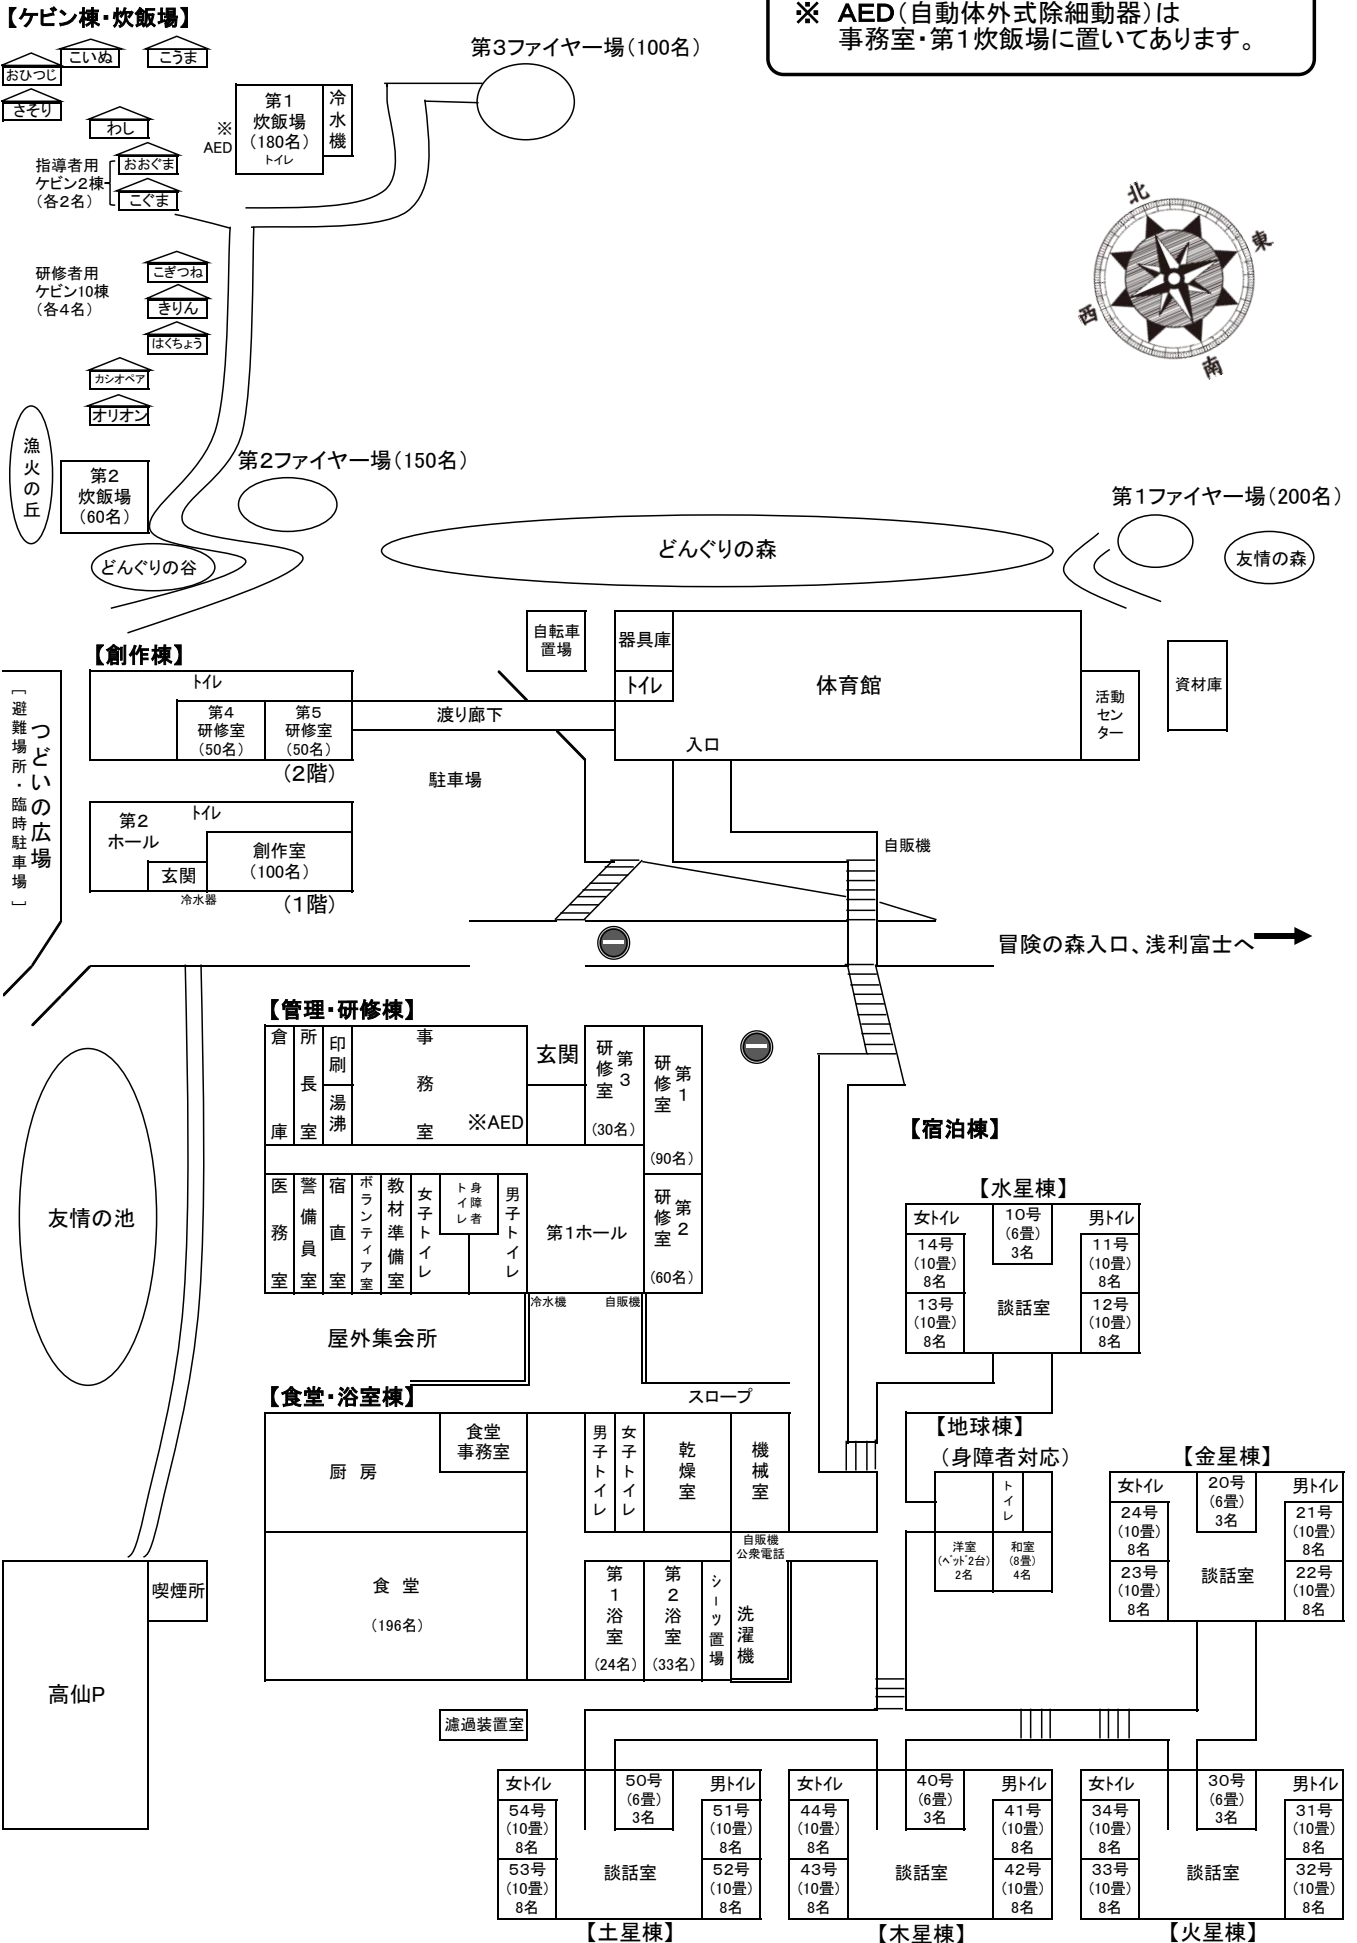 【ケビン棟・炊飯場】
※ AED（自動体外式除細動器）は
事務室・第1炊飯場に置いてあります。
こいぬ
こうま
おひつじ
さそり
わし
指導者用
ケビン2棟
（各2名）
おおぐま
こぐま
※
AED
第1
炊飯場
（180名）
トイレ
冷水機
第3ファイヤー場（100名）
北
東
西
南
研修者用
ケビン10棟
（各4名）
こぎつね
きりん
はくちょう
カシオペア
オリオン
漁火の丘
第2
炊飯場
（60名）
第2ファイヤー場（150名）
どんぐりの谷
どんぐりの森
第1ファイヤー場（200名）
友情の森
【創作棟】
トイレ
第4
研修室
（50名）
第5
研修室
（50名）
（2階）
渡り廊下
自転車
置場
器具庫
トイレ
体育館
入口
活動
セン
ター
資材庫
つどいの広場
［避難場所・臨時駐車場］
駐車場
第2
ホール
トイレ
玄関
創作室
（100名）
冷水器
（1階）
自販機
冒険の森入口、浅利富士へ
【管理・研修棟】
倉庫
所長室
印刷
湯沸
事務室
※AED
玄関
第3
研修室
（30名）
第1
研修室
（90名）
医務室
警備員室
宿直室
ボランティア室
教材準備室
女子トイレ
身障者
トイレ
男子トイレ
第1ホール
第2
研修室
（60名）
冷水機
自販機
友情の池
屋外集会所
【宿泊棟】
【水星棟】
女トイレ
10号
（6畳）
3名
男トイレ
14号
（10畳）
8名
11号
（10畳）
8名
13号
（10畳）
8名
談話室
12号
（10畳）
8名
【食堂・浴室棟】
スロープ
厨房
食堂
事務室
男子トイレ
女子トイレ
乾燥室
機械室
自販機
公衆電話
食堂
（196名）
第1浴室
（24名）
第2浴室
（33名）
シーツ置場
洗濯機
【地球棟】
（身障者対応）
トイレ
洋室
（ベッド2台）
2名
和室
（8畳）
4名
【金星棟】
女トイレ
20号
（6畳）
3名
男トイレ
24号
（10畳）
8名
21号
（10畳）
8名
23号
（10畳）
8名
談話室
22号
（10畳）
8名
喫煙所
高仙P
濾過装置室
女トイレ
50号
（6畳）
3名
男トイレ
54号
（10畳）
8名
51号
（10畳）
8名
53号
（10畳）
8名
談話室
52号
（10畳）
8名
【土星棟】
女トイレ
40号
（6畳）
3名
男トイレ
44号
（10畳）
8名
41号
（10畳）
8名
43号
（10畳）
8名
談話室
42号
（10畳）
8名
【木星棟】
女トイレ
30号
（6畳）
3名
男トイレ
34号
（10畳）
8名
31号
（10畳）
8名
33号
（10畳）
8名
談話室
32号
（10畳）
8名
【火星棟】